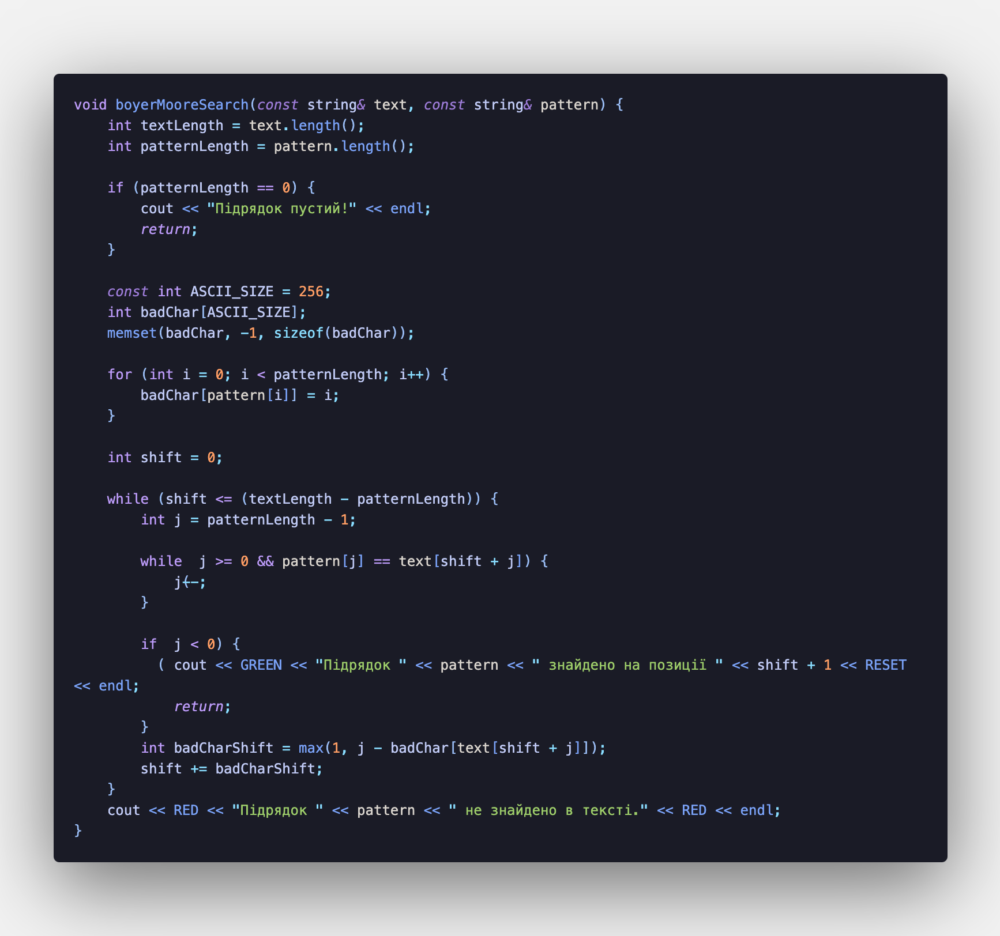 void boyerMooreSearch(const string& text, const string& pattern) {
    int textLength = text.length();
    int patternLength = pattern.length();

    if (patternLength == 0) {
        cout << "Підрядок пустий!" << endl;
        return;
    }

    const int ASCII_SIZE = 256;
    int badChar[ASCII_SIZE];
    memset(badChar, -1, sizeof(badChar));

    for (int i = 0; i < patternLength; i++) {
        badChar[pattern[i]] = i;
    }

    int shift = 0;

    while (shift <= (textLength - patternLength)) {
        int j = patternLength - 1;

        while  j >= 0 && pattern[j] == text[shift + j]) {
            j(--;
        }

        if  j < 0) {
          ( cout << GREEN << "Підрядок " << pattern << " знайдено на позиції " << shift + 1 << RESET
<< endl;
            return;
        }
        int badCharShift = max(1, j - badChar[text[shift + j]]);
        shift += badCharShift;
    }
    cout << RED << "Підрядок " << pattern << " не знайдено в тексті." << RED << endl;
}